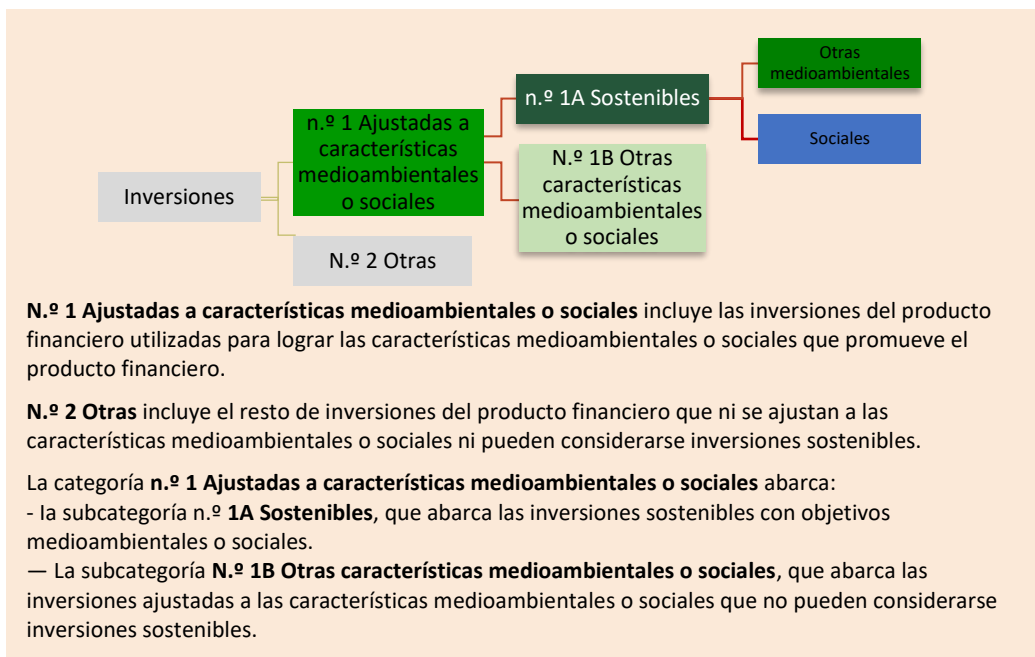 Otras
medioambientales
n.º 1A Sostenibles
n.º 1 Ajustadas a
características
medioambientales
o sociales
Sociales
N.º 1B Otras
características
medioambientales
o sociales
Inversiones
N.º 2 Otras
N.º 1 Ajustadas a características medioambientales o sociales incluye las inversiones del producto
financiero utilizadas para lograr las características medioambientales o sociales que promueve el
producto financiero.
N.º 2 Otras incluye el resto de inversiones del producto financiero que ni se ajustan a las
características medioambientales o sociales ni pueden considerarse inversiones sostenibles.
La categoría n.º 1 Ajustadas a características medioambientales o sociales abarca:
- Ia subcategoría n.º 1A Sostenibles, que abarca las inversiones sostenibles con objetivos
medioambientales o sociales.
— La subcategoría N.º 1B Otras características medioambientales o sociales, que abarca las
inversiones ajustadas a las características medioambientales o sociales que no pueden considerarse
inversiones sostenibles.